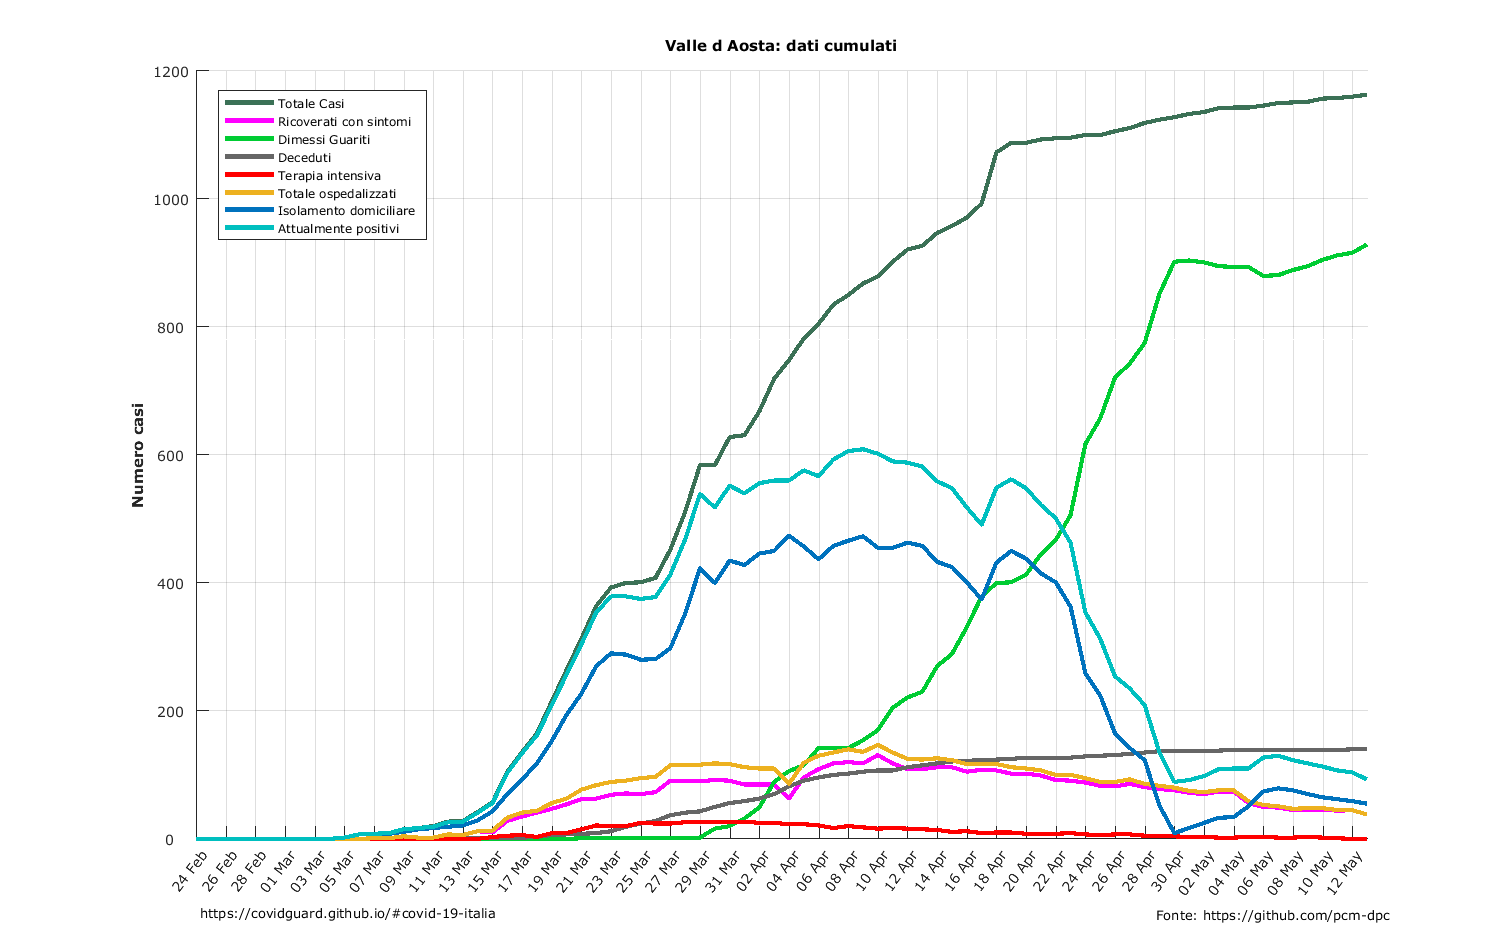 Valle d Aosta: dati cumulati
1200
1000
800
600
400
200
0
Numero casi
Totale Casi
Ricoverati con sintomi
Dimessi Guariti
Deceduti
Terapia intensiva
Totale ospedalizzati
Isolamento domiciliare
Attualmente positivi
24 Feb
26 Feb
28 Feb
01 Mar
03 Mar
05 Mar
07 Mar
09 Mar
11 Mar
13 Mar
15 Mar
17 Mar
19 Mar
21 Mar
23 Mar
25 Mar
27 Mar
29 Mar
31 Mar
02 Apr
04 Apr
06 Apr
08 Apr
10 Apr
12 Apr
14 Apr
16 Apr
18 Apr
20 Apr
22 Apr
24 Apr
26 Apr
28 Apr
30 Apr
02 May
04 May
06 May
08 May
10 May
12 May
https://covidguard.github.io/#covid-19-italia
Fonte: https://github.com/pcm-dpc